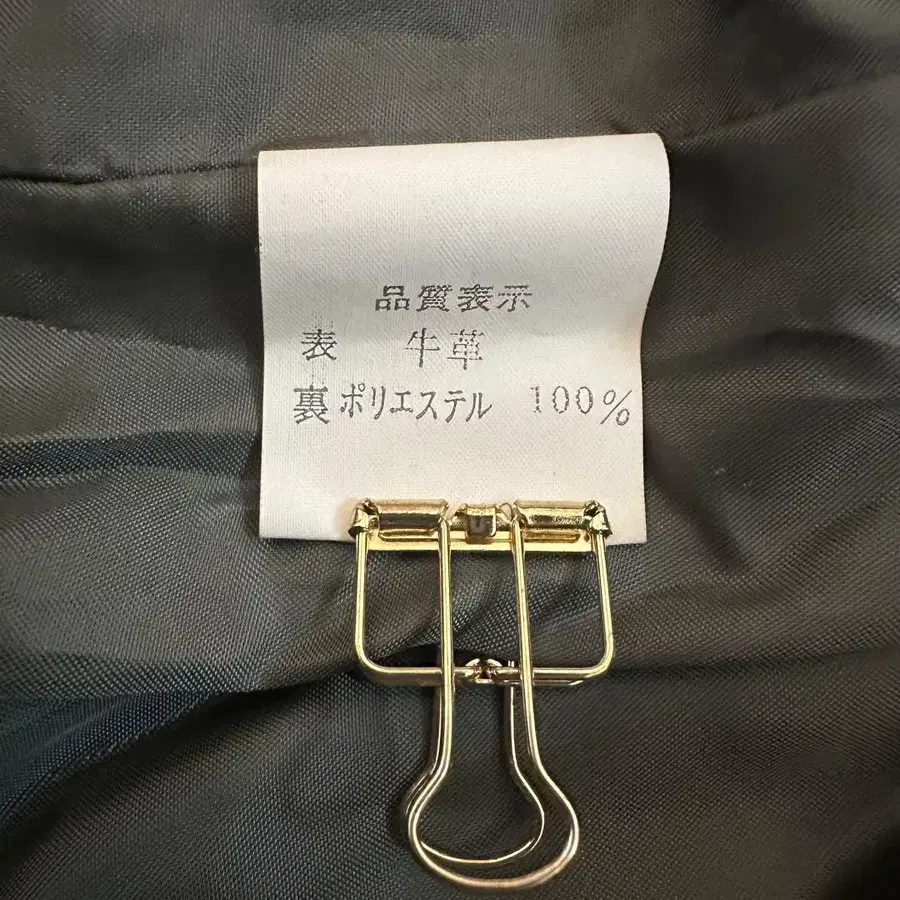 品質表示
表 牛革
裏 ポリエステル 100%